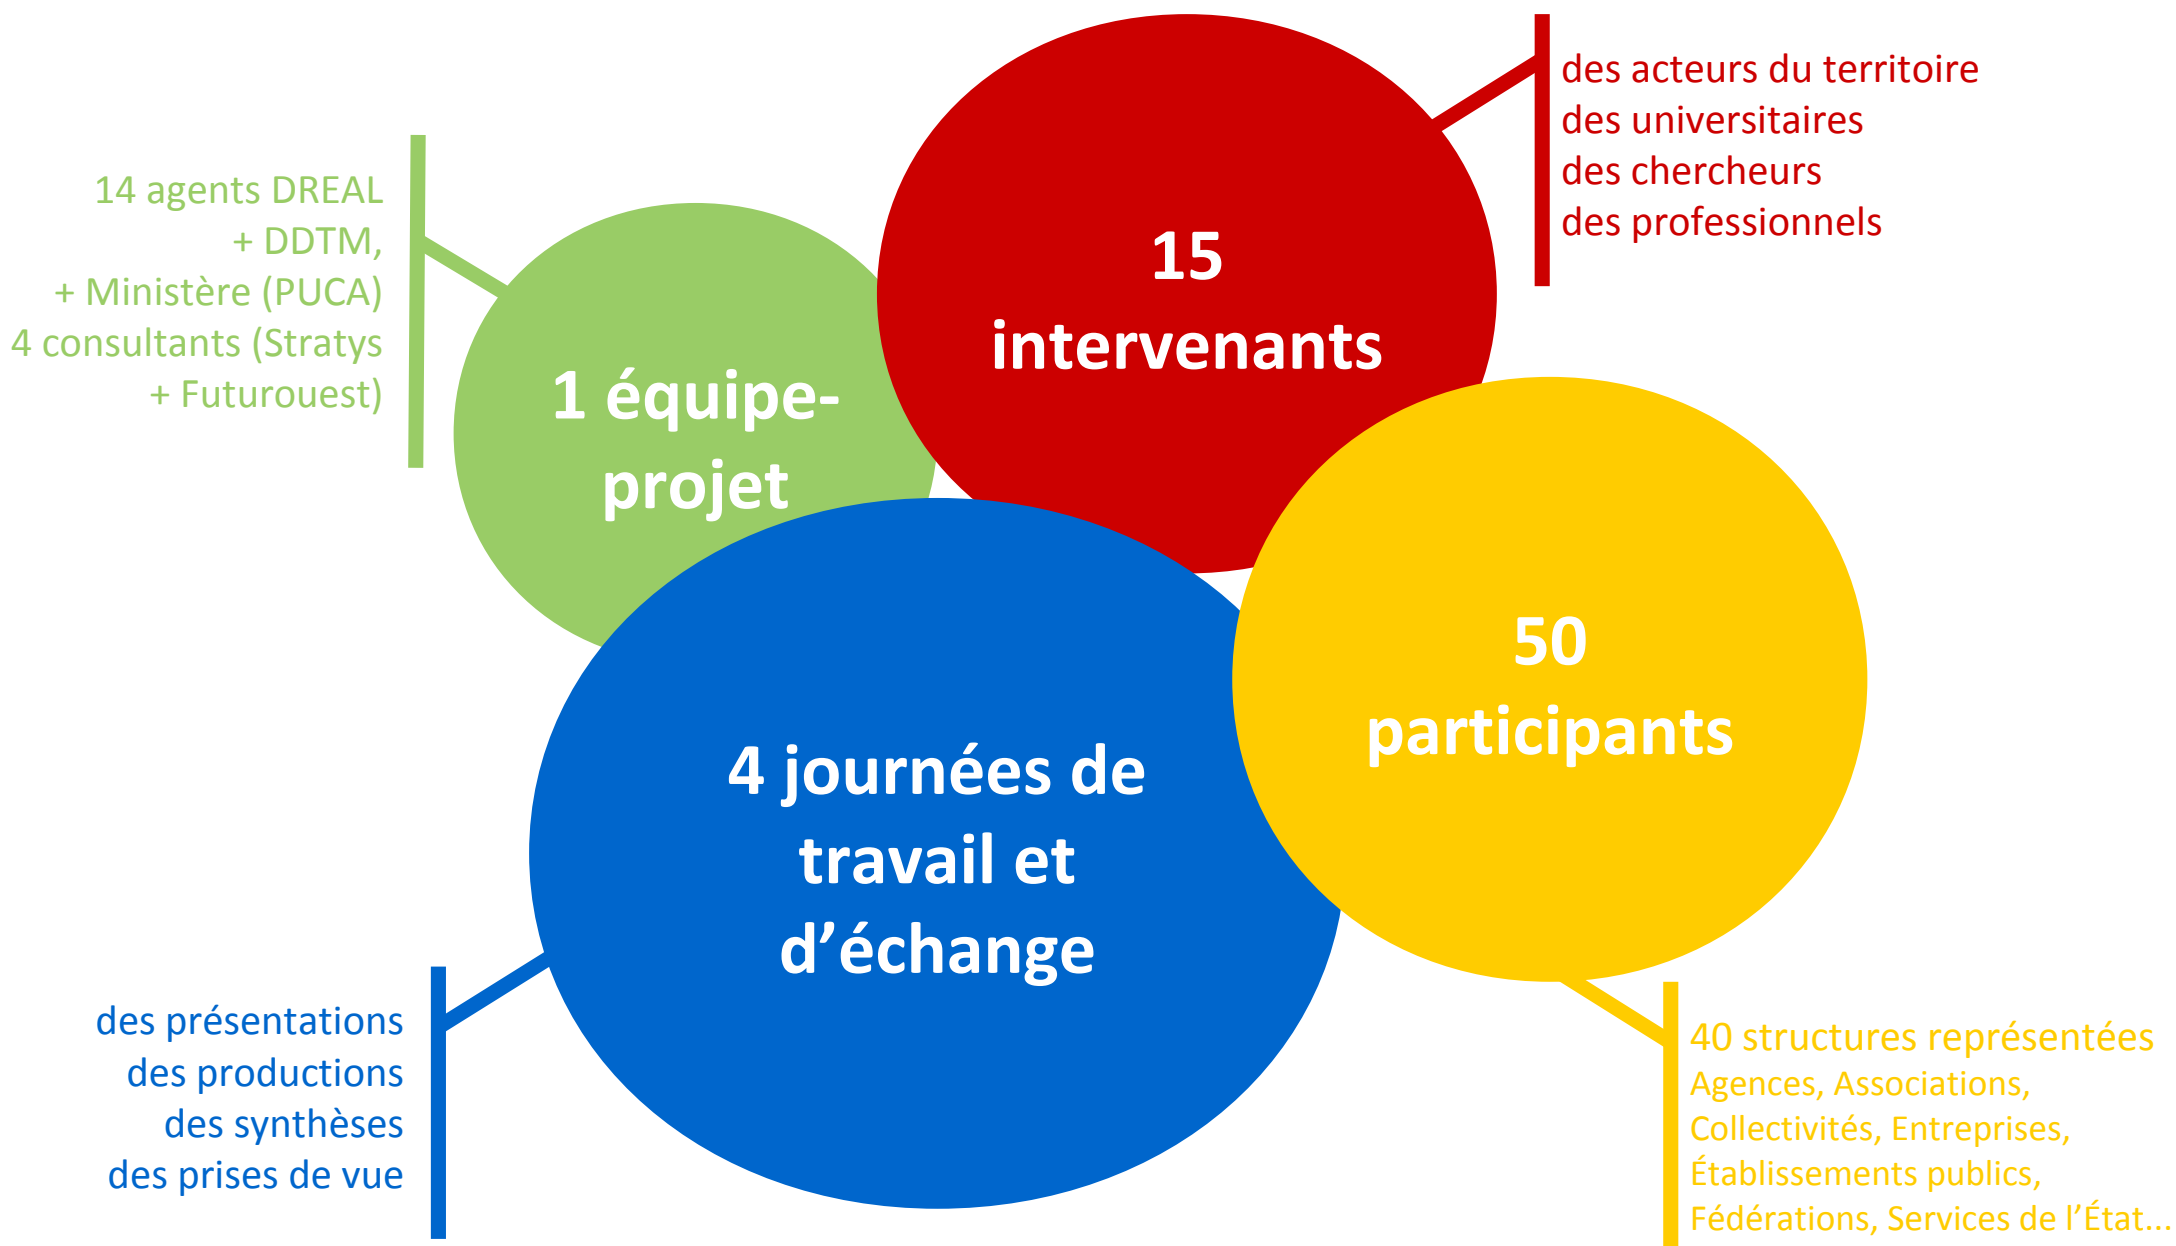 14 agents DREAL
+ DDTM,
+ Ministère (PUCA)
4 consultants (Stratys
+ Futurouest)
1 équipe-
projet
15
intervenants
des acteurs du territoire
des universitaires
des chercheurs
des professionnels
50
participants
4 journées de
travail et
d’échange
des présentations
des productions
des synthèses
des prises de vue
40 structures représentées
Agences, Associations,
Collectivités, Entreprises,
Établissements publics,
Fédérations, Services de l’État...